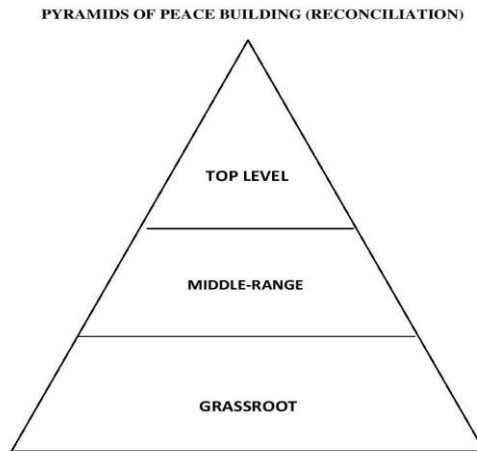 PYRAMIDS OF PEACE BUILDING (RECONCILIATION)
TOP LEVEL
MIDDLE-RANGE
GRASSROOT